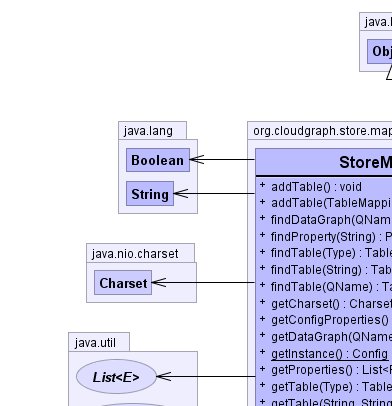 java.
Obj
java.lang
Boolean
String
org.cloudgraph.store.map
StoreM
+ addTable() : void
+ addTable(TableMappi
+ findDataGraph(QName
+ findProperty(String) : P
+ findTable(Type) : Table
+ findTable(String) : Tab
+ findTable(QName) : Ta
+ getCharset() : Charset
+ getConfigProperties()
+ getDataGraph(QName
+ getInstance() : Config
+ getProperties() : List<P
+ getTable(Type) : Table
+ getTable(String, String
java.nio.charset
Charset
java.util
List<E>